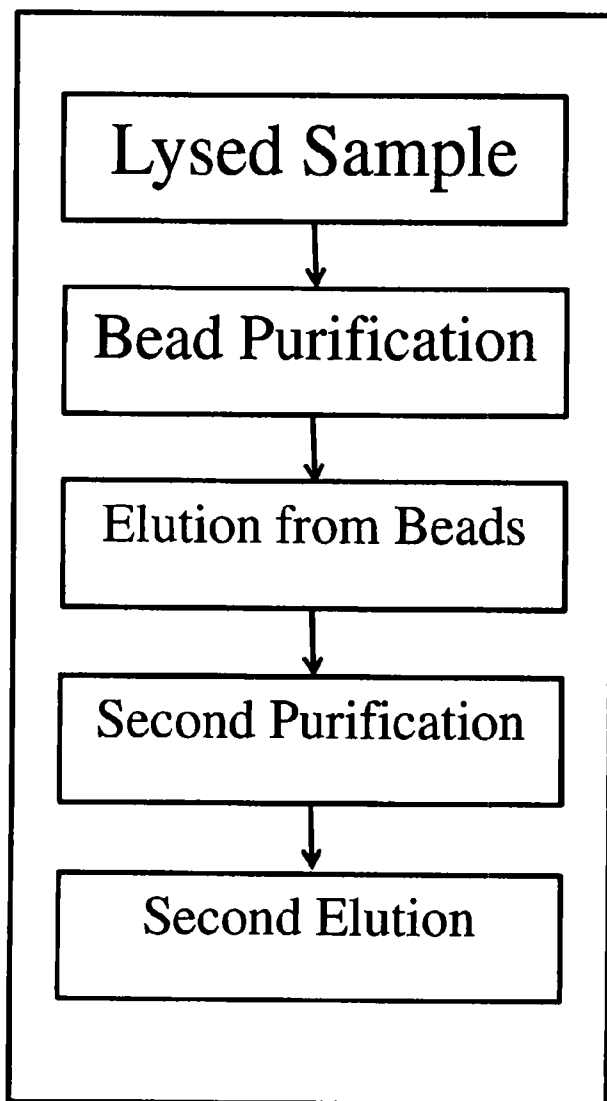 Lysed Sample
Bead Purification
Elution from Beads
Second Purification
Second Elution